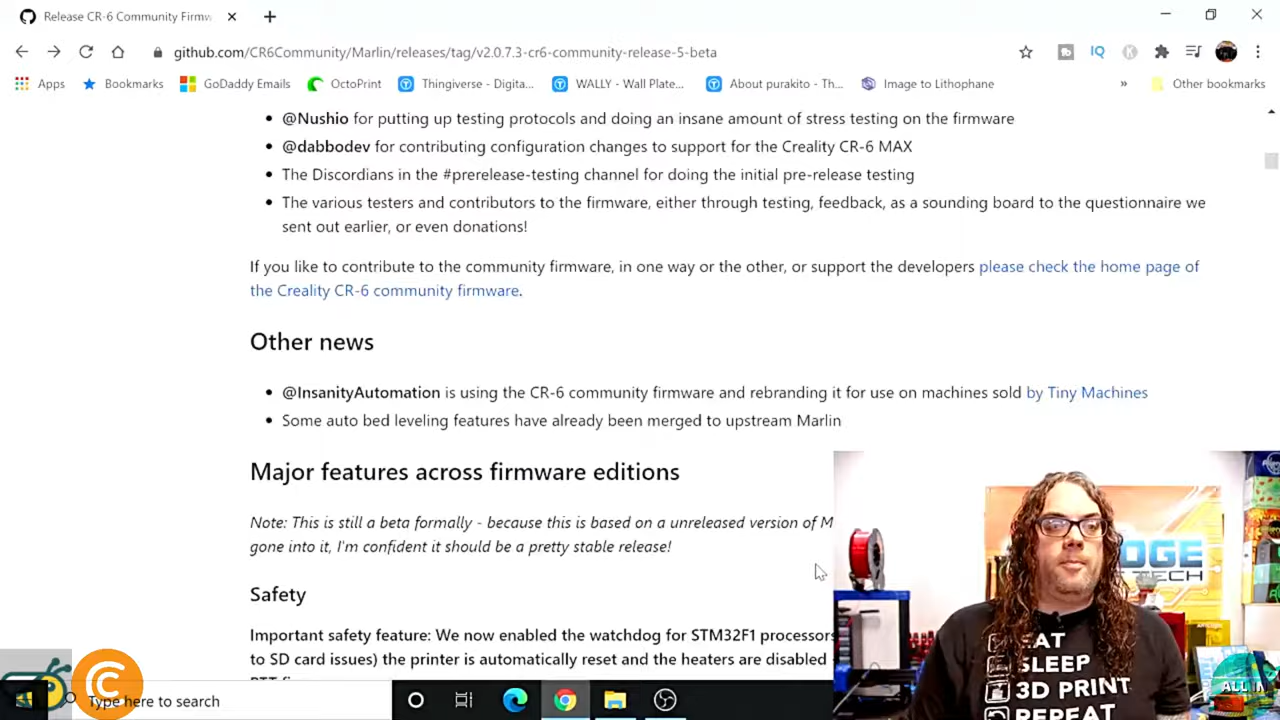 Release CR-6 Community Firmw
github.com/CR6Community/Marlin/releases/tag/v2.0.7.3-cr6-community-release-5-beta
IQ
Apps
Bookmarks
GoDaddy Emails
OctoPrint
Thingiverse - Digita...
WALLY - Wall Plate...
About purakito - Th...
Image to Lithophane
»
Other bookmarks
@Nushio for putting up testing protocols and doing an insane amount of stress testing on the firmware
@dabbodev for contributing configuration changes to support for the Creality CR-6 MAX
The Discordians in the #prerelease-testing channel for doing the initial pre-release testing
The various testers and contributors to the firmware, either through testing, feedback, as a sounding board to the questionnaire we
sent out earlier, or even donations!
If you like to contribute to the community firmware, in one way or the other, or support the developers please check the home page of
the Creality CR-6 community firmware.
Other news
@InsanityAutomation is using the CR-6 community firmware and rebranding it for use on machines sold by Tiny Machines
Some auto bed leveling features have already been merged to upstream Marlin
Major features across firmware editions
Note: This is still a beta formally - because this is based on a unreleased version of M
gone into it, I'm confident it should be a pretty stable release!
Safety
Important safety feature: We now enabled the watchdog for STM32F1 processors
to SD card issues) the printer is automatically reset and the heaters are disabled
DGE
TECH
EAT
SLEEP
3D PRINT
REPEAT
ALL IN
Type here to search